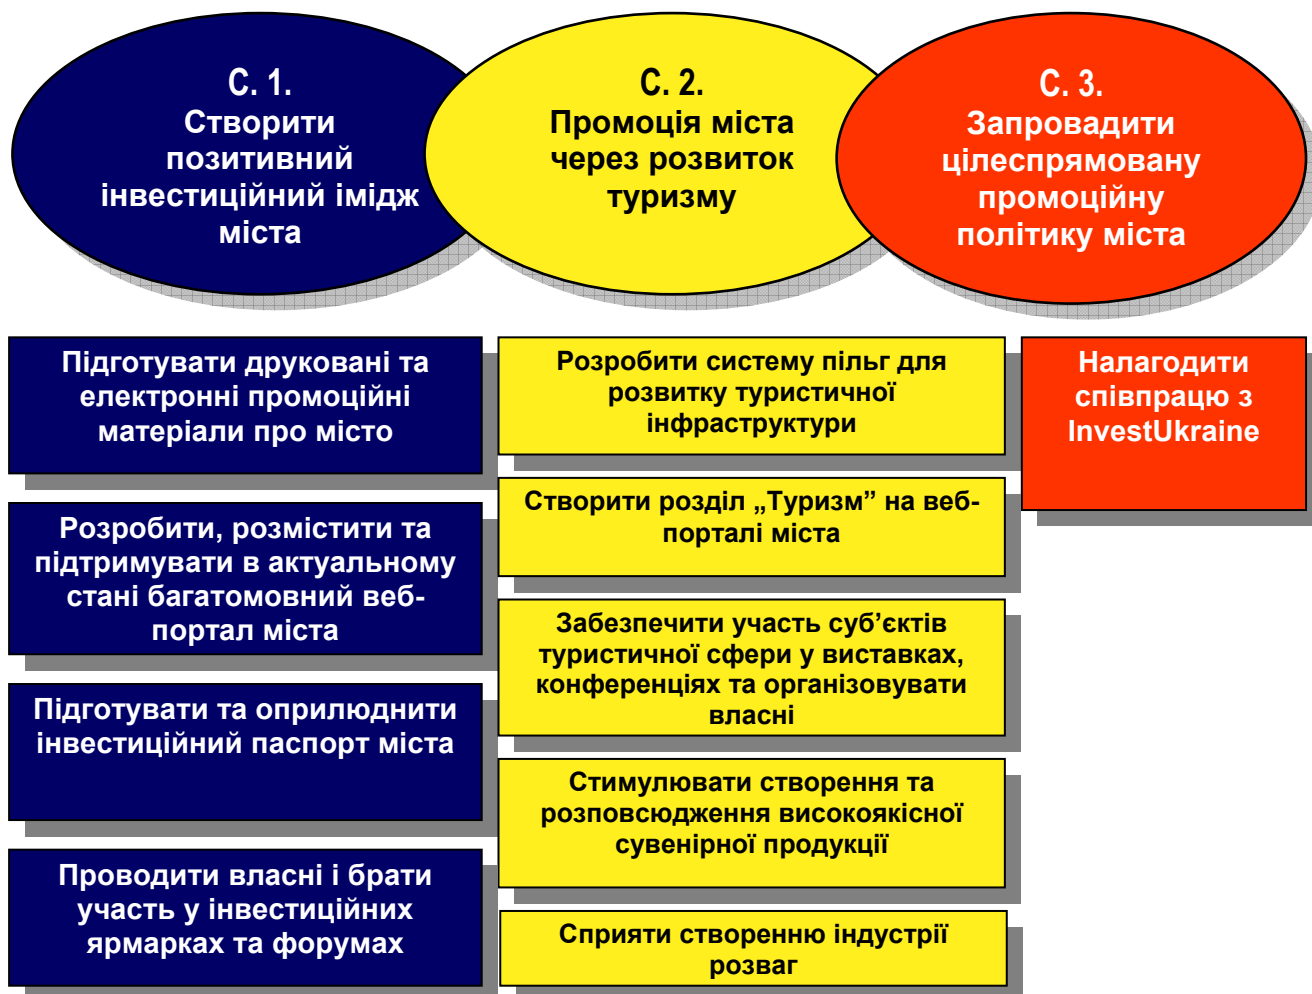 С. 1.
Створити
позитивний
інвестиційний імідж
міста
С. 2.
Промоція міста
через розвиток
туризму
С. 3.
Запровадити
цілеспрямовану
промоційну
політику міста
Підготувати друковані та
електронні промоційні
матеріали про місто
Розробити, розмістити та
підтримувати в актуальному
стані багатомовний веб-
портал міста
Підготувати та оприлюднити
інвестиційний паспорт міста
Проводити власні і брати
участь у інвестиційних
ярмарках та форумах
Розробити систему пільг для
розвитку туристичної
інфраструктури
Створити розділ „Туризм” на веб-
порталі міста
Забезпечити участь суб’єктів
туристичної сфери у виставках,
конференціях та організовувати
власні
Стимулювати створення та
розповсюдження високоякісної
сувенірної продукції
Сприяти створенню індустрії
розваг
Налагодити
співпрацю з
InvestUkraine